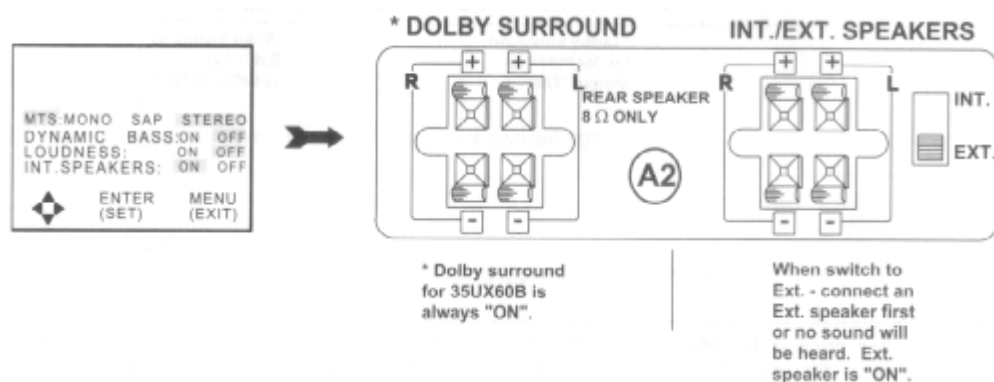 * DOLBY SURROUND
INT./EXT. SPEAKERS
MTS:MONO SAP STEREO
DYNAMIC BASS:ON OFF
LOUDNESS: ON OFF
INT.SPEAKERS: ON OFF
ENTER MENU
(SET) (EXIT)
+ +
R L
REAR SPEAKER
8 Ω ONLY
A2
- -
+ +
R L
INT.
EXT.
- -
* Dolby surround
for 35UX60B is
always "ON".
When switch to
Ext. - connect an
Ext. speaker first
or no sound will
be heard. Ext.
speaker is "ON".